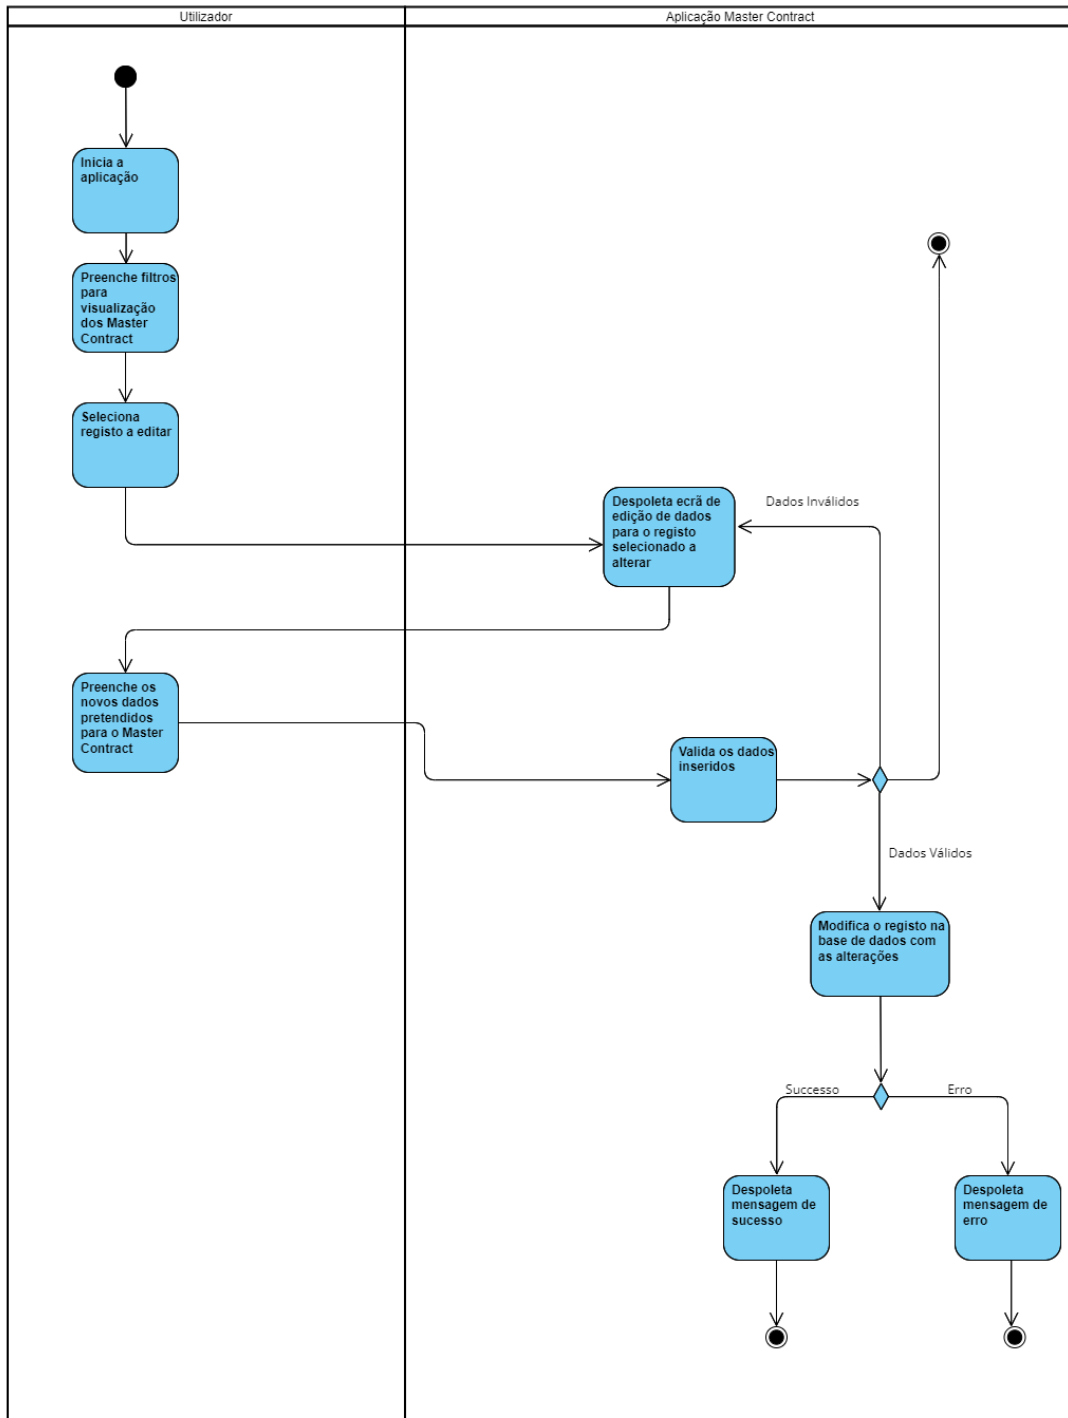 Utilizador
Aplicação Master Contract
Inicia a
aplicação
Preenche filtros
para
visualização
dos Master
Contract
Seleciona
registo a editar
Despoleta ecrã de
edição de dados
para o registo
selecionado a
alterar
Dados Inválidos
Preenche os
novos dados
pretendidos
para o Master
Contract
Valida os dados
inseridos
Dados Válidos
Modifica o registo na
base de dados com
as alterações
Successo
Erro
Despoleta
mensagem de
sucesso
Despoleta
mensagem de
erro